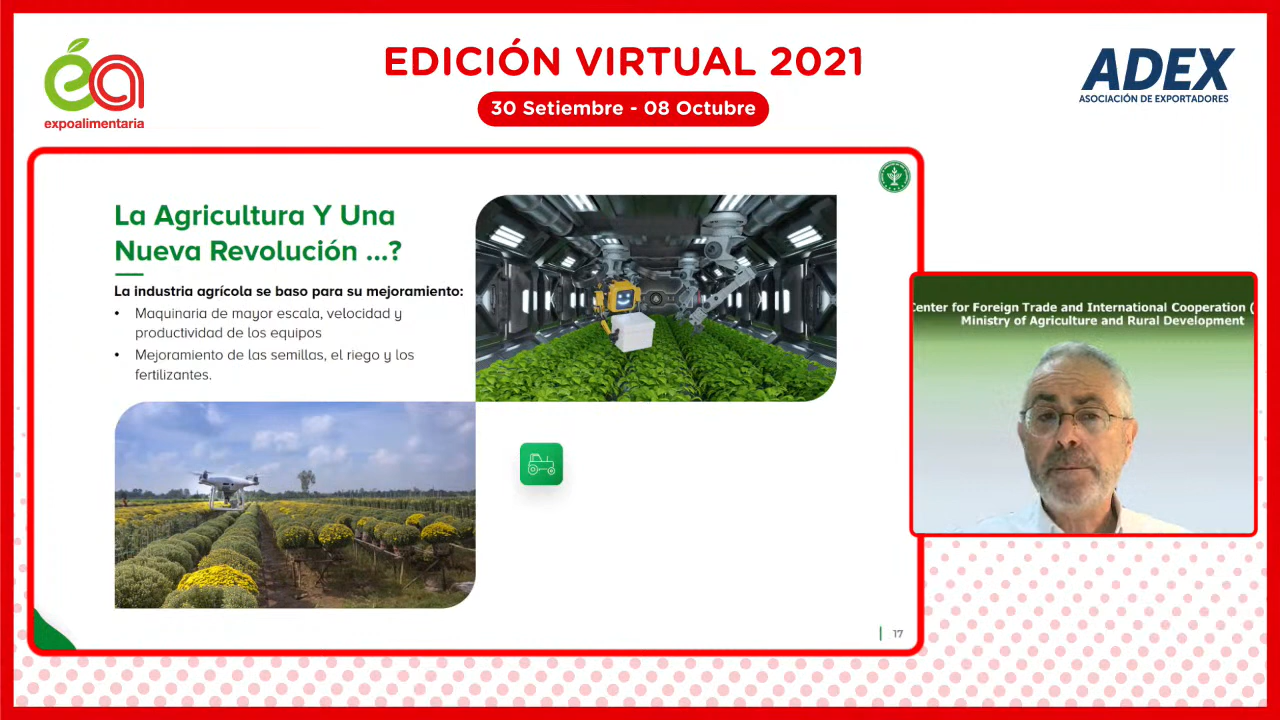 expoalimentaria
EDICIÓN VIRTUAL 2021
30 Setiembre - 08 Octubre
ADEX
ASOCIACIÓN DE EXPORTADORES
La Agricultura Y Una
Nueva Revolución ...?
La industria agrícola se baso para su mejoramiento:
• Maquinaria de mayor escala, velocidad y
productividad de los equipos
• Mejoramiento de las semillas, el riego y los
fertilizantes.
17
Center for Foreign Trade and International Cooperation (
Ministry of Agriculture and Rural Development